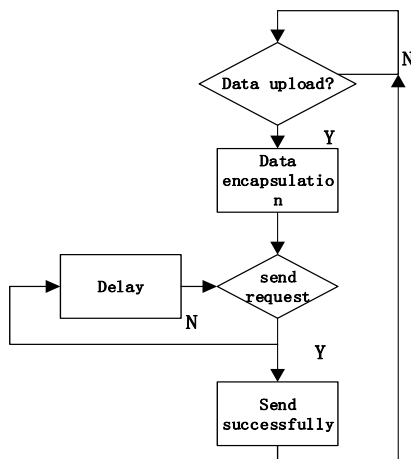 N
Data upload?
Y
Data
encapsulatio
n
send
request
Delay
N
Y
Send
successfully